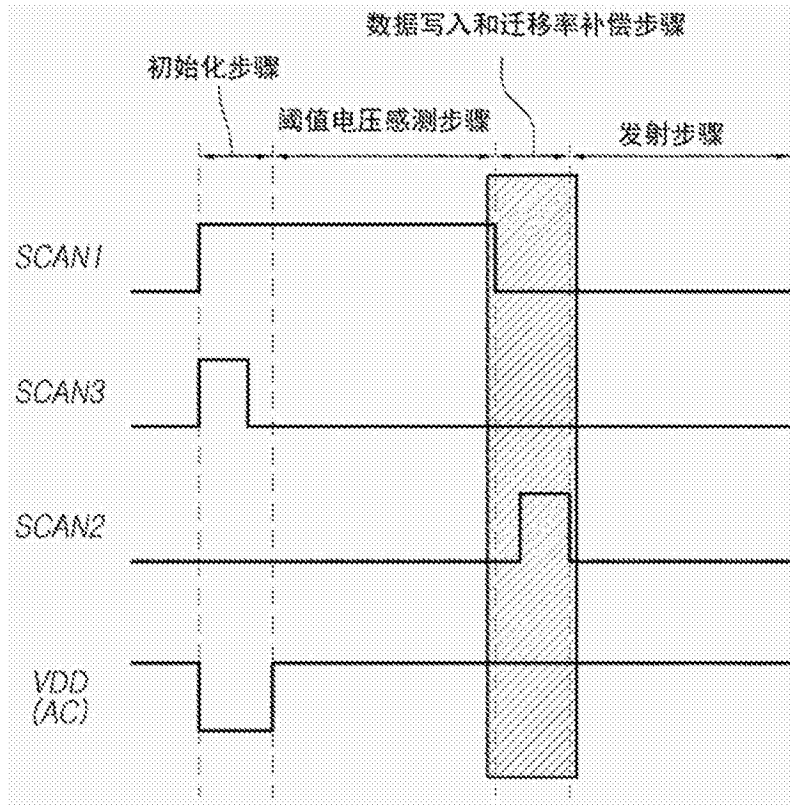 数据写入和迁移率补偿步骤
初始化步骤
阈值电压感测步骤
发射步骤
SCAN1
SCAN3
SCAN2
VDD
(AC)